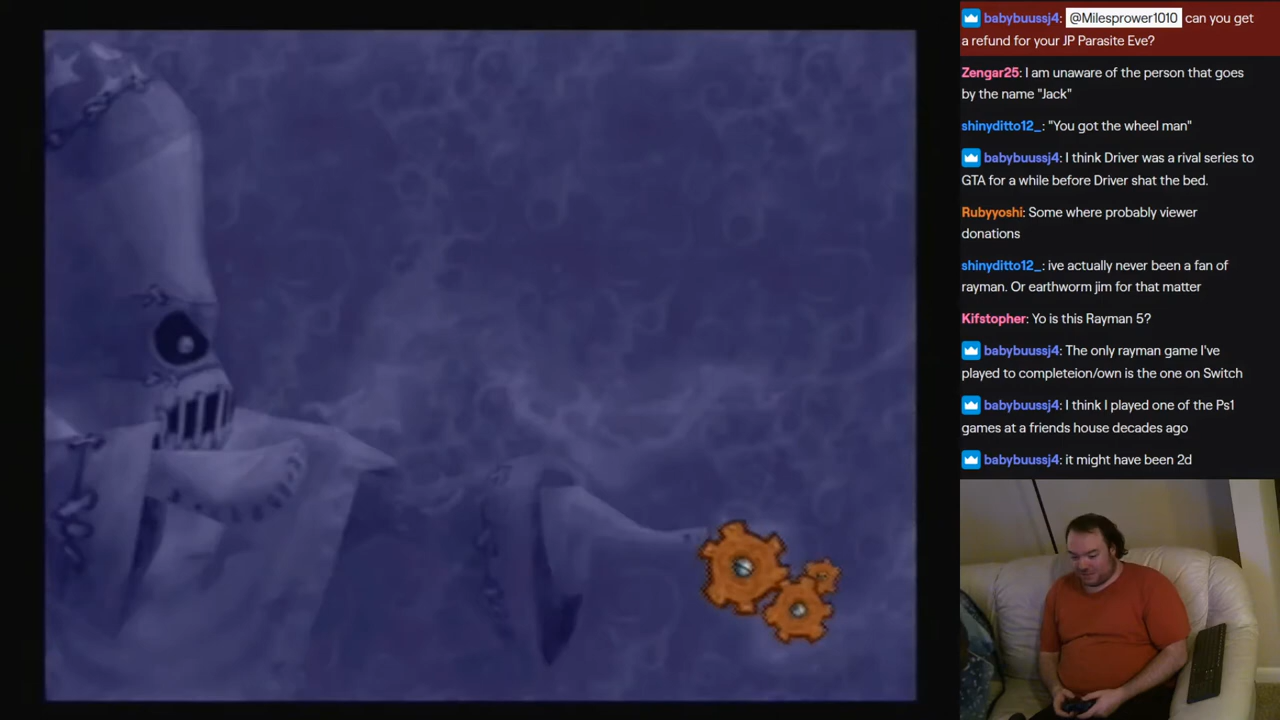 babybuussj4: @Milesprower1010 can you get
a refund for your JP Parasite Eve?
Zengar25: I am unaware of the person that goes
by the name "Jack"
shinyditto12_: "You got the wheel man"
babybuussj4: I think Driver was a rival series to
GTA for a while before Driver shat the bed.
Rubyyoshi: Some where probably viewer
donations
shinyditto12_: ive actually never been a fan of
rayman. Or earthworm jim for that matter
Kifstopher: Yo is this Rayman 5?
babybuussj4: The only rayman game I've
played to completeion/own is the one on Switch
babybuussj4: I think I played one of the Ps1
games at a friends house decades ago
babybuussj4: it might have been 2d